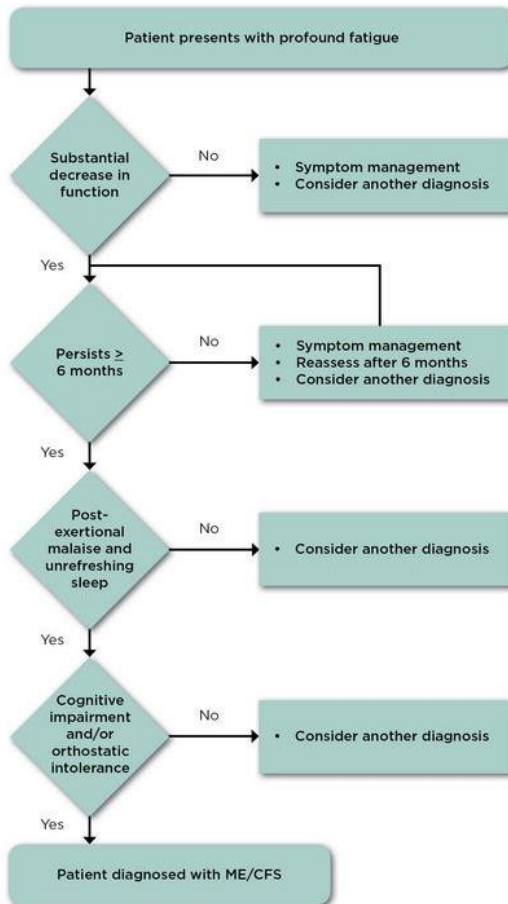 Patient presents with profound fatigue
Substantial
decrease in
function
No
• Symptom management
• Consider another diagnosis
Yes
Persists ≥
6 months
No
• Symptom management
• Reassess after 6 months
• Consider another diagnosis
Yes
Post-
exertional
malaise and
unrefreshing
sleep
No
• Consider another diagnosis
Yes
Cognitive
impairment
and/or
orthostatic
intolerance
No
• Consider another diagnosis
Yes
Patient diagnosed with ME/CFS